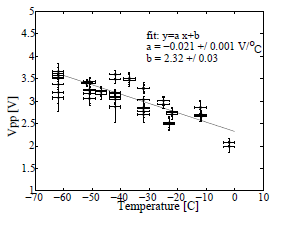 5
4.5
4
3.5
3
2.5
2
1.5
1
Vpp [V]
fit: y=a x+b
a = −0.021 +/ 0.001 V/°C
b = 2.32 +/ 0.03
−70 −60 −50 −40 −30 −20 −10 0 10
Temperature [C]